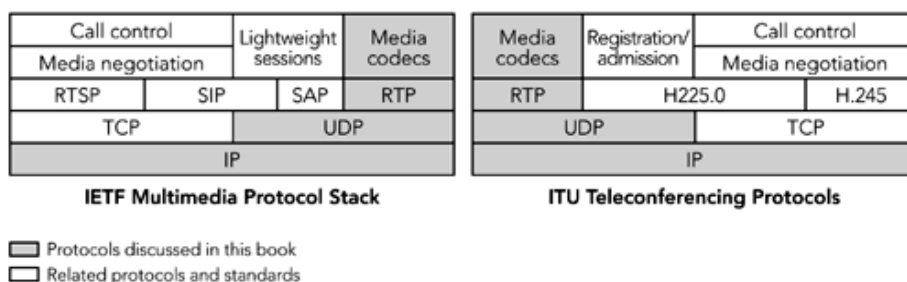 Call control
Media negotiation
Lightweight
sessions
Media
codecs
RTSP SIP SAP RTP
TCP UDP
IP
IETF Multimedia Protocol Stack
Media
codecs
Registration/
admission
Call control
Media negotiation
RTP H225.0 H.245
UDP TCP
IP
ITU Teleconferencing Protocols
Protocols discussed in this book
Related protocols and standards